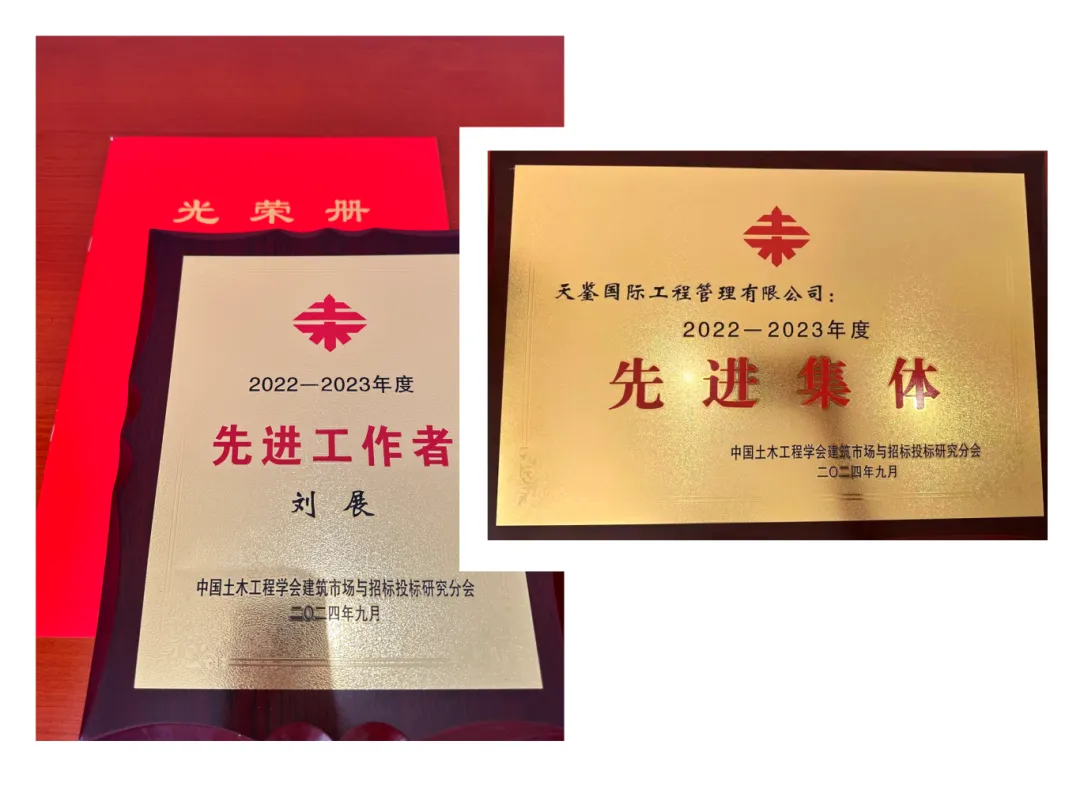 光荣册
2022—2023年度
先进工作者
刘展
中国土木工程学会建筑市场与招标投标研究分会
二〇二四年九月
天鉴国际工程管理有限公司：
2022—2023年度
先进集体
中国土木工程学会建筑市场与招标投标研究分会
二〇二四年九月